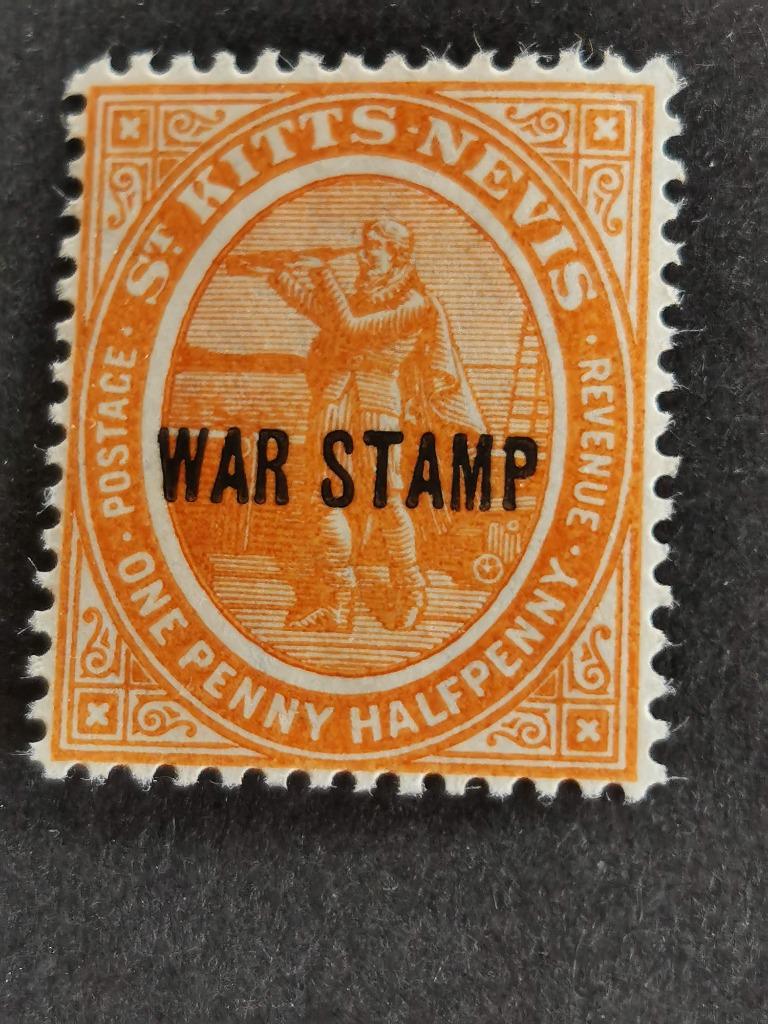 ST KITTS-NEVIS
· POSTAGE ·
· REVENUE ·
WAR STAMP
ONE PENNY HALFPENNY